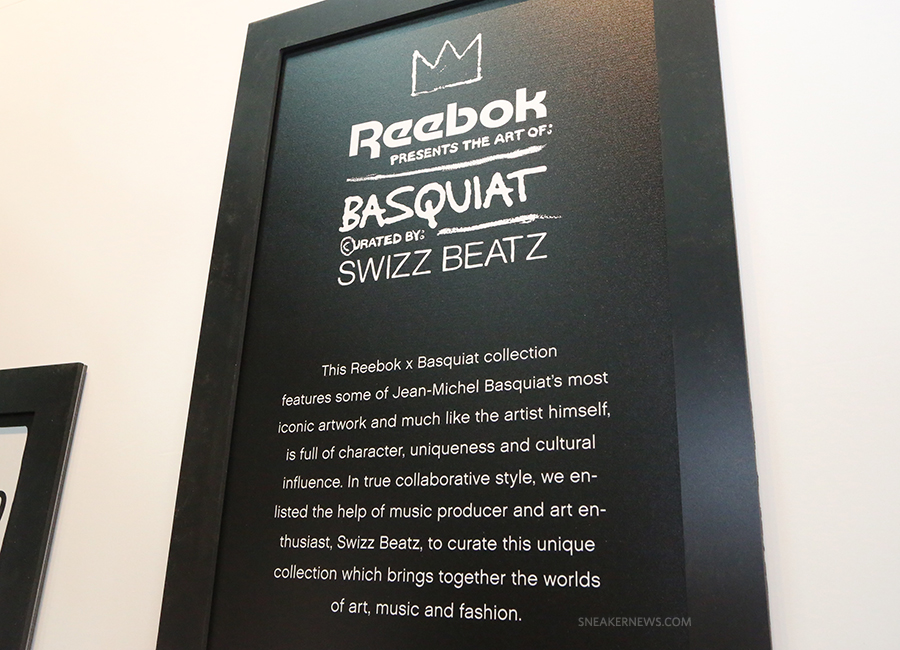 Reebok
PRESENTS THE ART OF:
BASQUIAT
CURATED BY:
SWIZZ BEATZ
This Reebok x Basquiat collection
features some of Jean-Michel Basquiat's most
iconic artwork and much like the artist himself,
is full of character, uniqueness and cultural
influence. In true collaborative style, we en-
listed the help of music producer and art en-
thusiast, Swizz Beatz, to curate this unique
collection which brings together the worlds
of art, music and fashion.
SNEAKERNEWS.COM